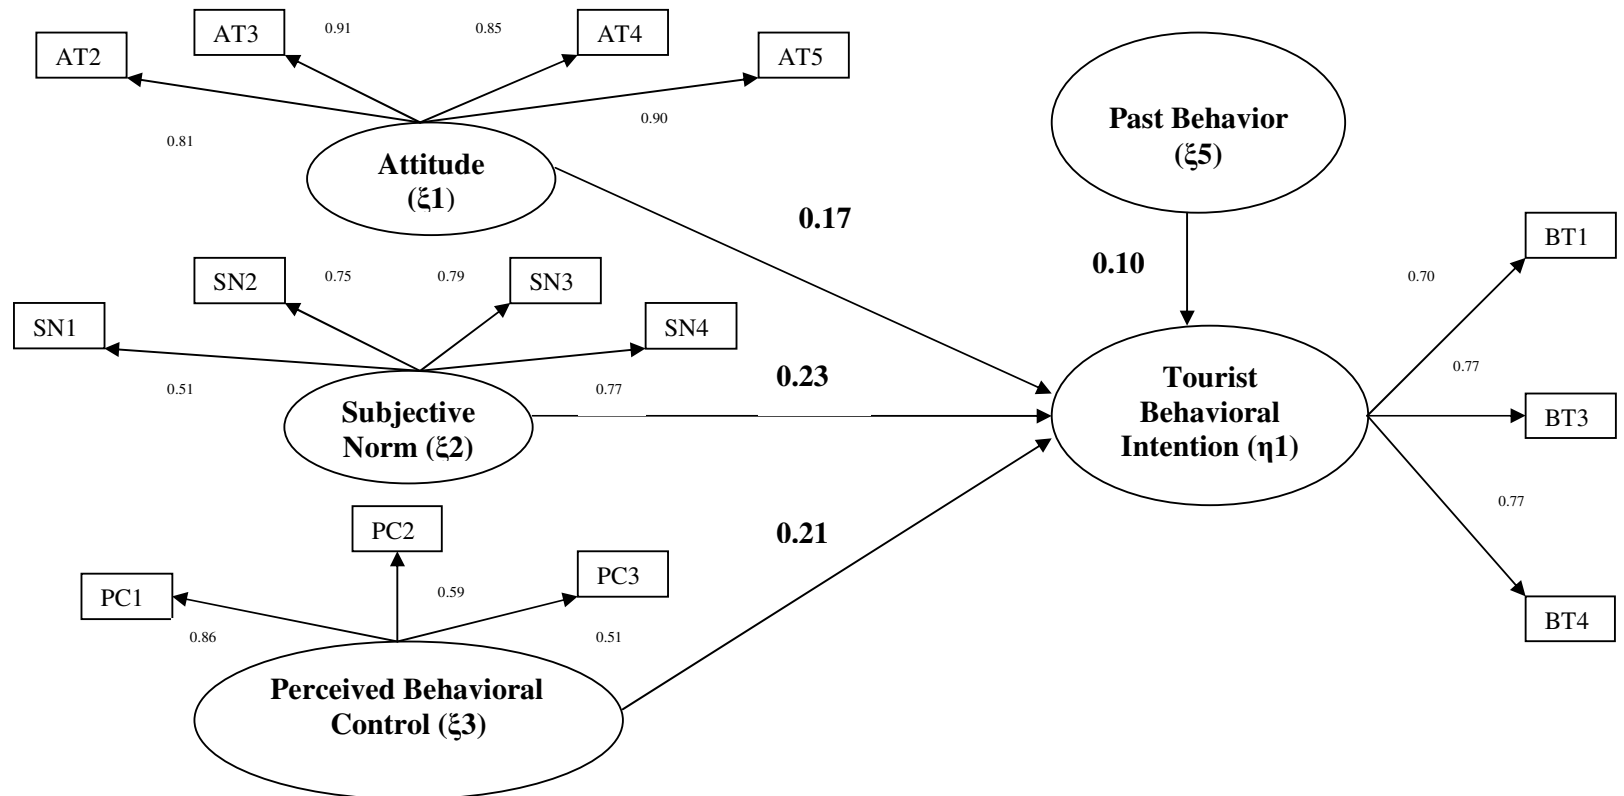 AT3
0.91
0.85
AT4
AT2
AT5
0.81
0.90
Attitude
(ξ1)
Past Behavior
(ξ5)
0.17
0.10
SN2
0.75
0.79
SN3
SN1
SN4
0.51
0.77
Subjective
Norm (ξ2)
0.23
Tourist
Behavioral
Intention (η1)
BT1
0.70
0.77
BT3
0.77
BT4
PC2
PC1
0.59
PC3
0.86
0.51
0.21
Perceived Behavioral
Control (ξ3)